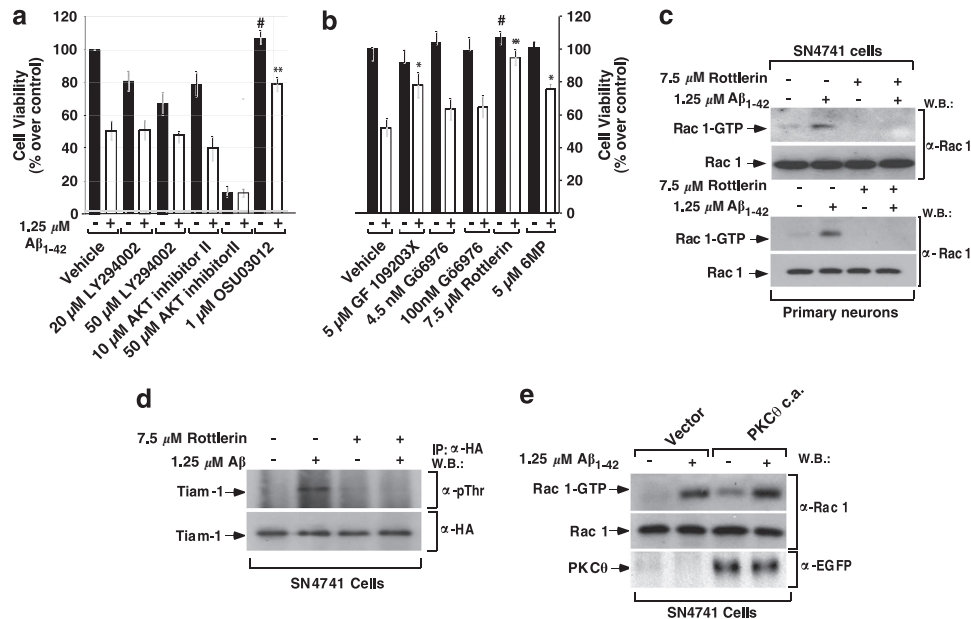 a
Cell Viability
(% over control)
120
100
80
60
40
20
0
#
**
1.25 μM
Aβ1-42
- + - + - + - + - + - +
Vehicle
20 μM LY294002
50 μM LY294002
10 μM AKT inhibitor II
50 μM AKT inhibitorII
1 μM OSU03012
b
#
*
**
*
120
100
80
60
40
20
0
Cell Viability
(% over control)
- + - + - + - + - + - +
Vehicle
5 μM GF 109203X
4.5 nM Gö6976
100nM Gö6976
7.5 μM Rottlerin
5 μM 6MP
c
SN4741 cells
7.5 μM Rottlerin - - + +
1.25 μM Aβ1-42 - + - + W.B.:
Rac 1-GTP
α-Rac 1
Rac 1
7.5 μM Rottlerin - - + +
1.25 μM Aβ1-42 - + - +
Rac 1-GTP
α-Rac 1
Rac 1
Primary neurons
d
7.5 μM Rottlerin - - + + IP: α-HA
1.25 μM Aβ - + - + W.B.:
Tiam-1 α-pThr
Tiam-1 α-HA
SN4741 Cells
e
Vector PKCθ c.a.
1.25 μM Aβ1-42 - + - + W.B.:
Rac 1-GTP
α-Rac 1
Rac 1
PKCθ α-EGFP
SN4741 Cells